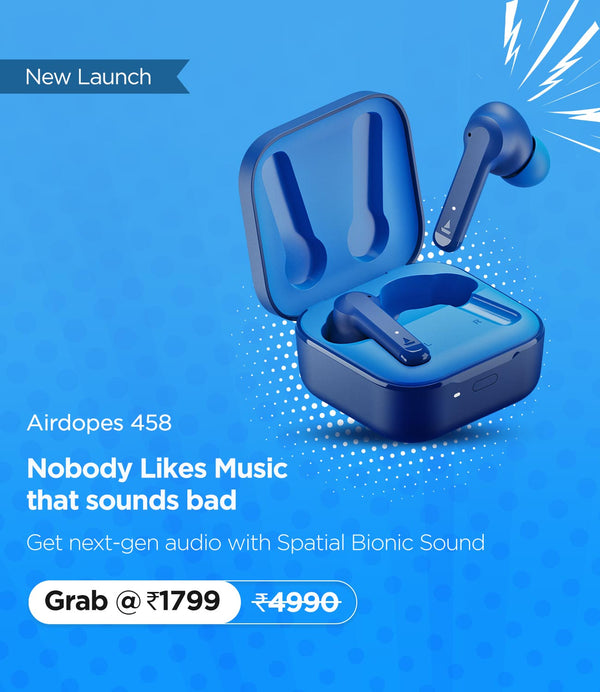 New Launch
Airdopes 458
Nobody Likes Music
that sounds bad
Get next-gen audio with Spatial Bionic Sound
Grab @ ₹1799 ₹4990